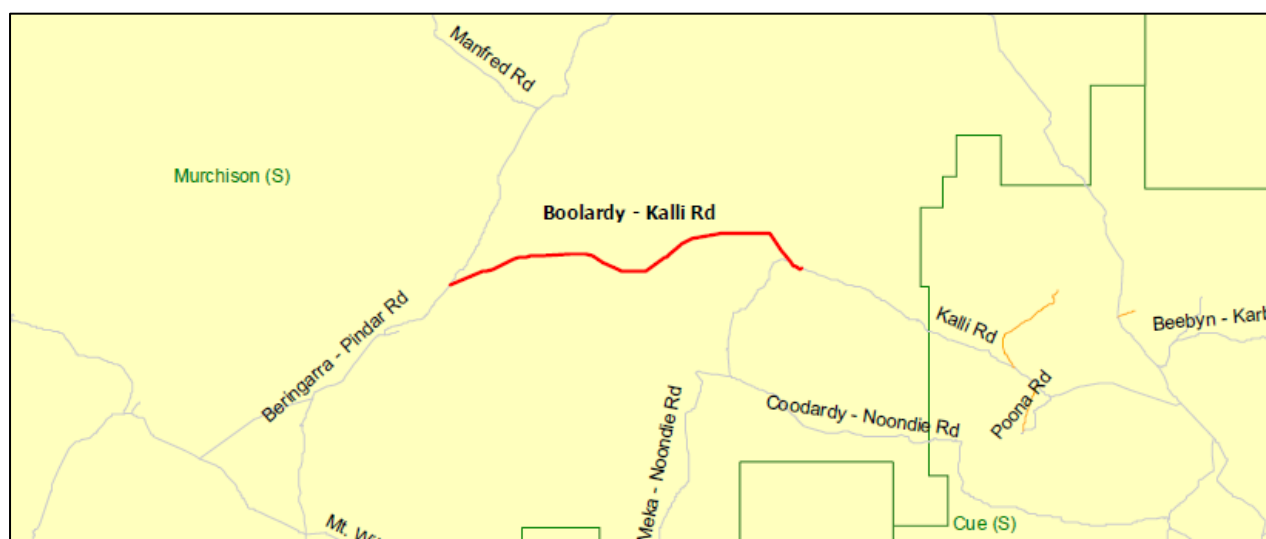 Manfred Rd
Murchison (S)
Boolardy - Kalli Rd
Beringarra - Pindar Rd
Kalli Rd
Beebyn - Karb
Poona Rd
Coodardy - Noondie Rd
Meka - Noondie Rd
Mt. W
Cue (S)